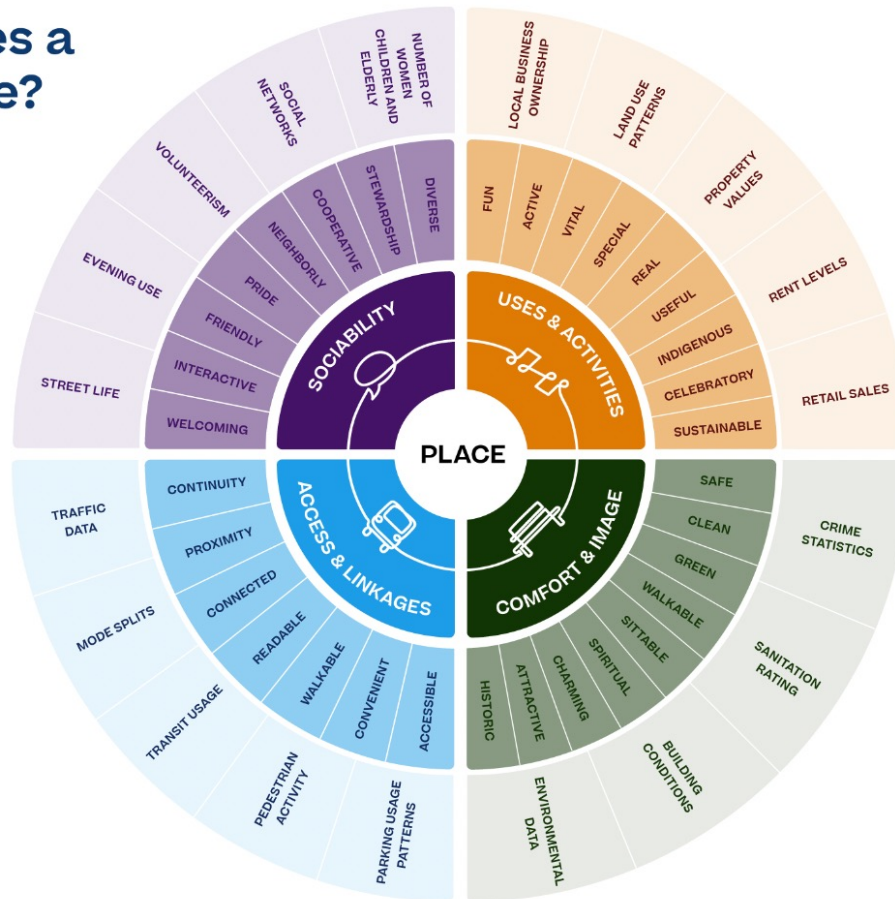 es a
e?
NUMBER OF
WOMEN
CHILDREN AND
ELDERLY
SOCIAL
NETWORKS
VOLUNTEERISM
EVENING USE
STREET LIFE
DIVERSE
STEWARDSHIP
COOPERATIVE
NEIGHBORLY
PRIDE
FRIENDLY
INTERACTIVE
WELCOMING
SOCIABILITY
LOCAL BUSINESS
OWNERSHIP
LAND USE
PATTERNS
PROPERTY
VALUES
RENT LEVELS
RETAIL SALES
FUN
ACTIVE
VITAL
SPECIAL
REAL
USEFUL
INDIGENOUS
CELEBRATORY
SUSTAINABLE
USES & ACTIVITIES
PLACE
ACCESS & LINKAGES
CONTINUITY
PROXIMITY
CONNECTED
READABLE
WALKABLE
CONVENIENT
ACCESSIBLE
TRAFFIC
DATA
MODE SPLITS
TRANSIT USAGE
PEDESTRIAN
ACTIVITY
PARKING USAGE
PATTERNS
COMFORT & IMAGE
SAFE
CLEAN
GREEN
WALKABLE
SITTABLE
SPIRITUAL
CHARMING
ATTRACTIVE
HISTORIC
CRIME
STATISTICS
SANITATION
RATING
BUILDING
CONDITIONS
ENVIRONMENTAL
DATA